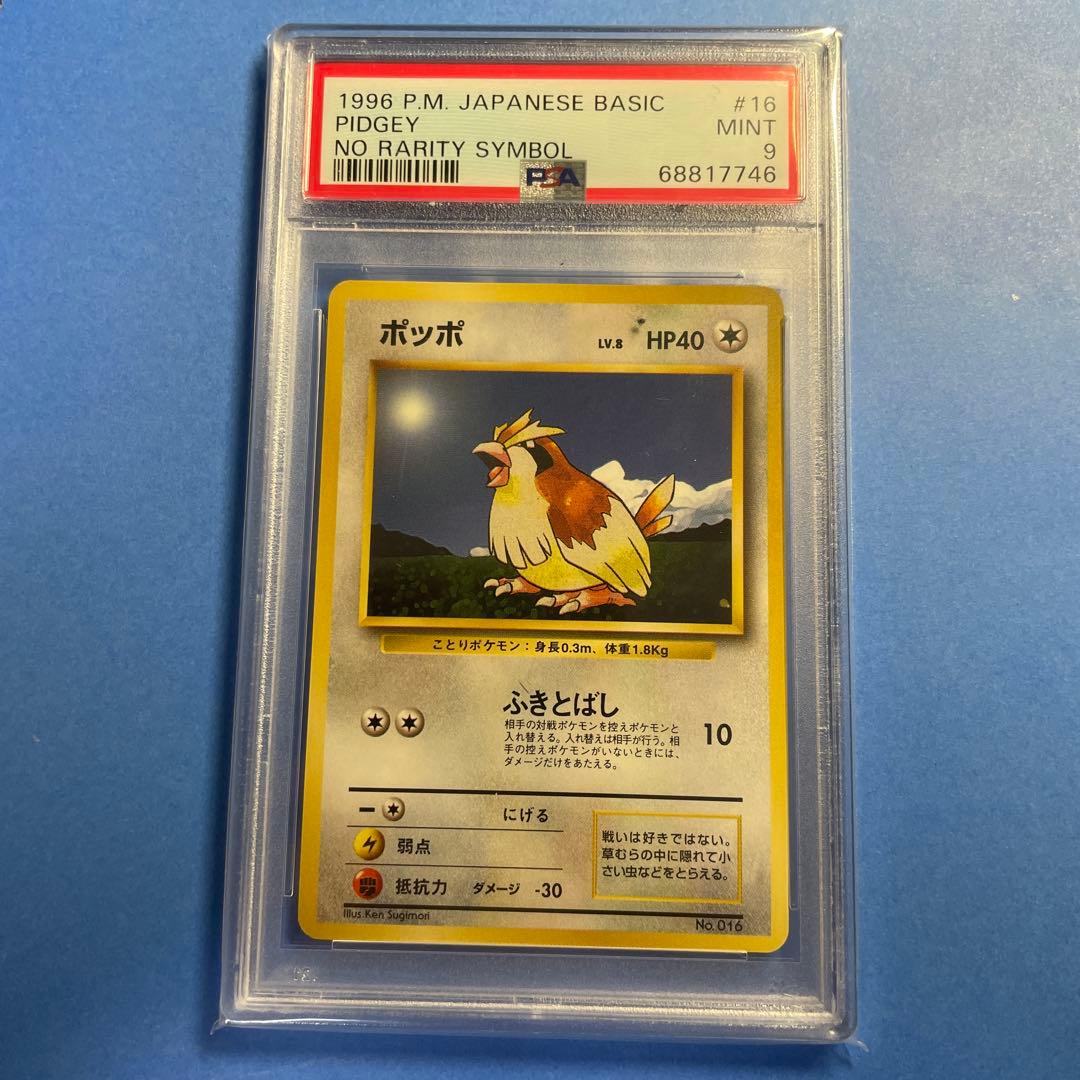 1996 P.M. JAPANESE BASIC #16
PIDGEY MINT
NO RARITY SYMBOL 9
PSA 68817746
ポッポ LV.8 HP40
ことりポケモン：身長0.3m、体重1.8Kg
ふきとばし
相手の対戦ポケモンを控えポケモンと
入れ替える。入れ替えは相手が行う。相
手の控えポケモンがいないときには、
ダメージだけをあたえる。
10
− にげる
弱点
抵抗力 ダメージ -30
戦いは好きではない。
草むらの中に隠れて小
さい虫などをとらえる。
Illus.Ken Sugimori No.016